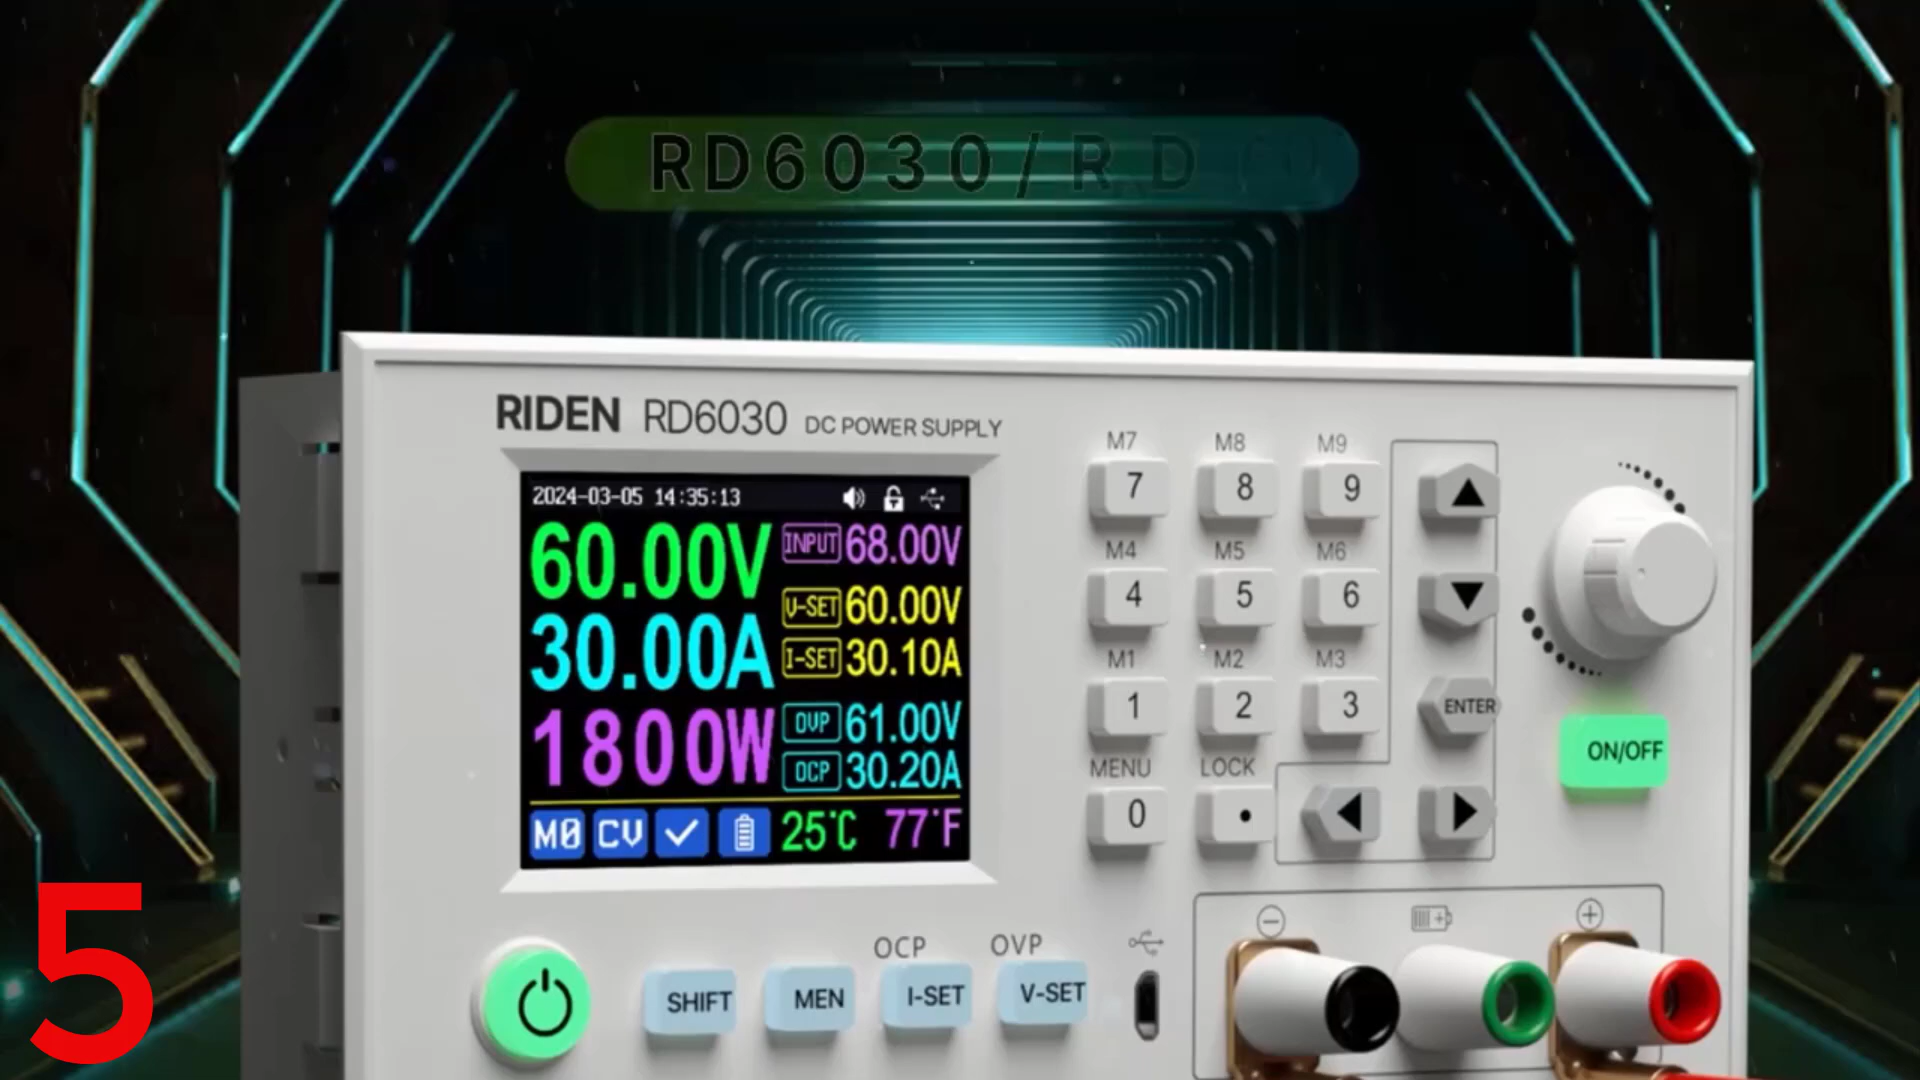 RD6030/RD
RIDEN RD6030 DC POWER SUPPLY
2024-03-05 14:35:13
60.00V
INPUT 68.00V
V-SET 60.00V
30.00A
I-SET 30.10A
1800W
OVP 61.00V
OCP 30.20A
M0 CV 25°C 77°F
M7 M8 M9
7 8 9
M4 M5 M6
4 5 6
M1 M2 M3
1 2 3
ENTER
MENU LOCK
0 .
ON/OFF
OCP OVP
SHIFT MEN I-SET V-SET
5